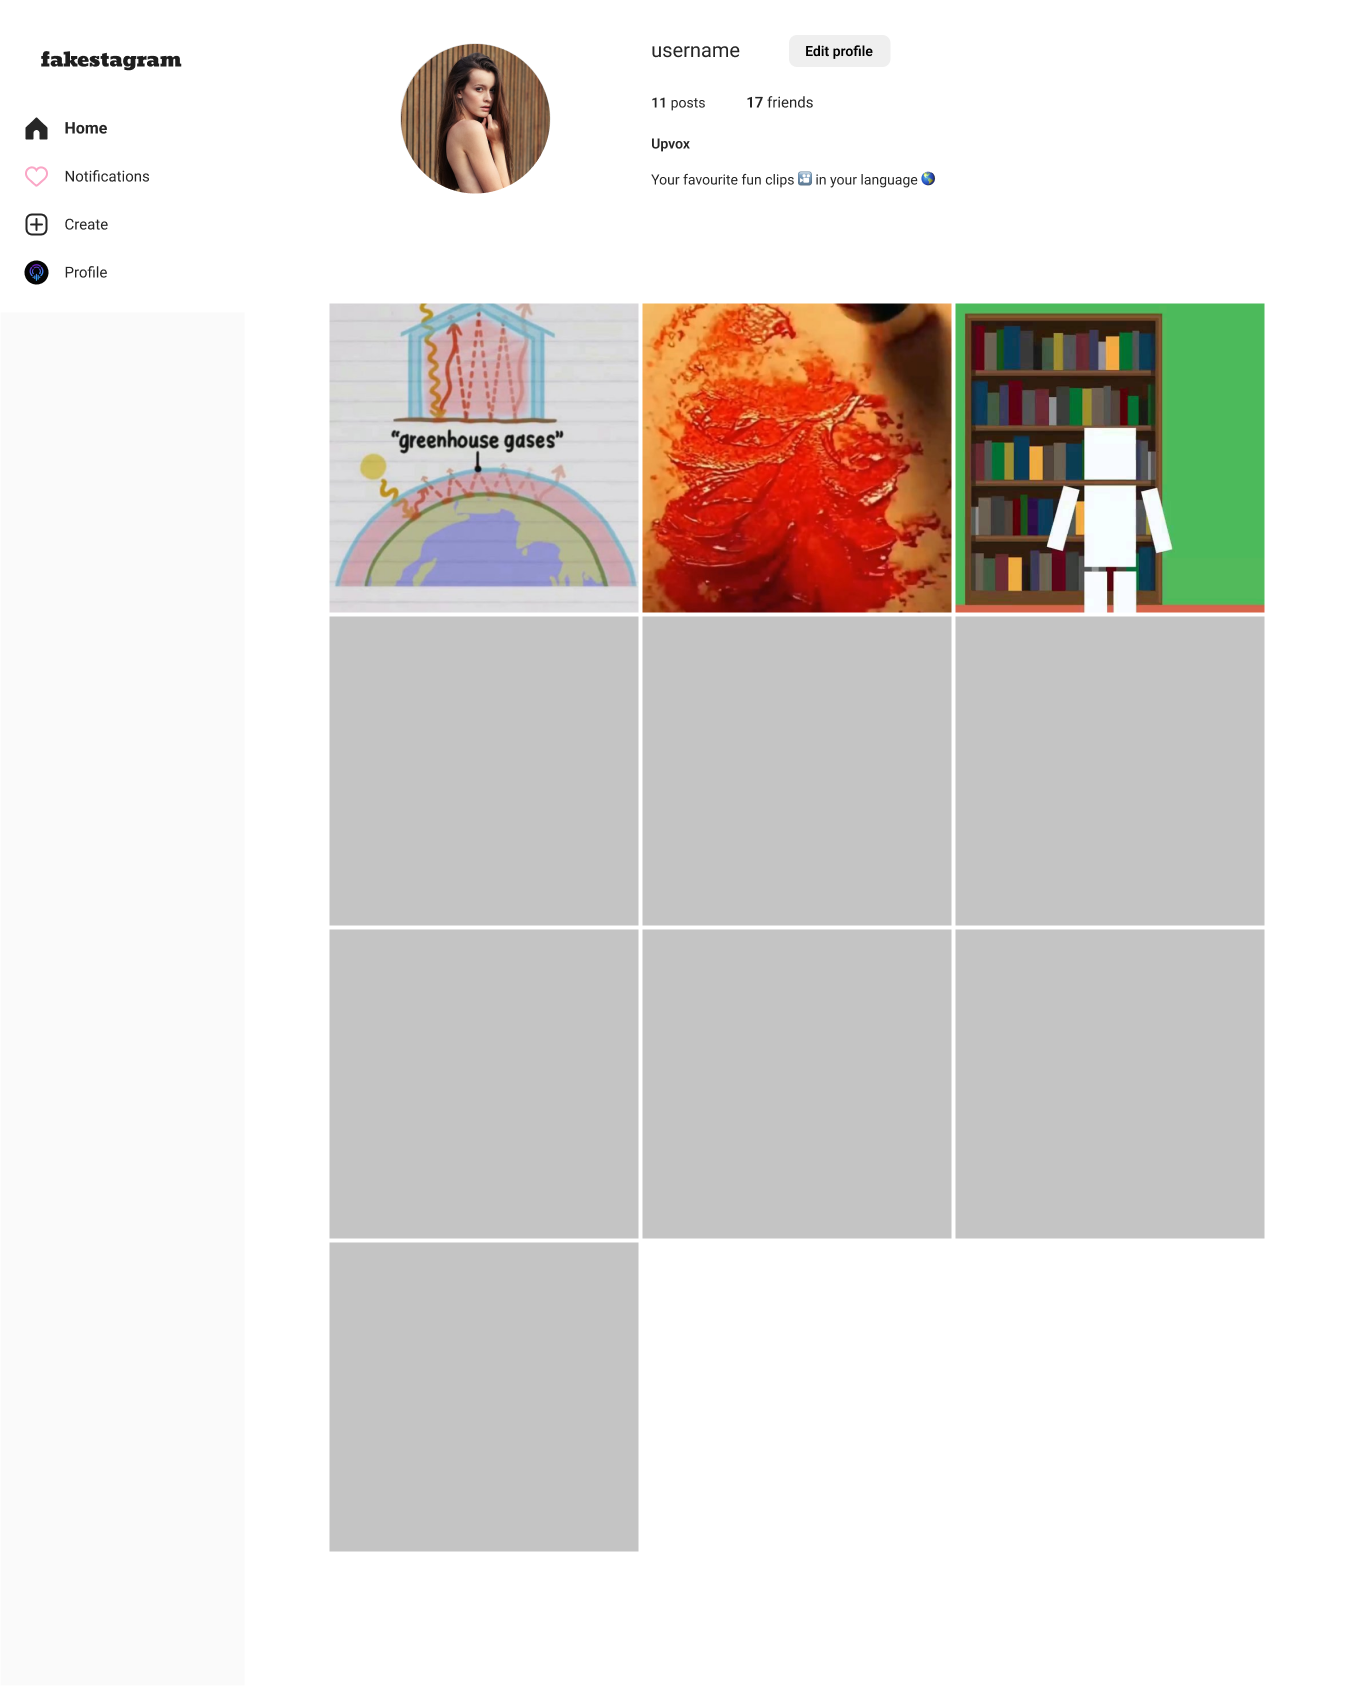 fakestagram
Home
Notifications
Create
Profile
username
Edit profile
11 posts
17 friends
Upvox
Your favourite fun clips 🎦 in your language 🌎
“greenhouse gases”